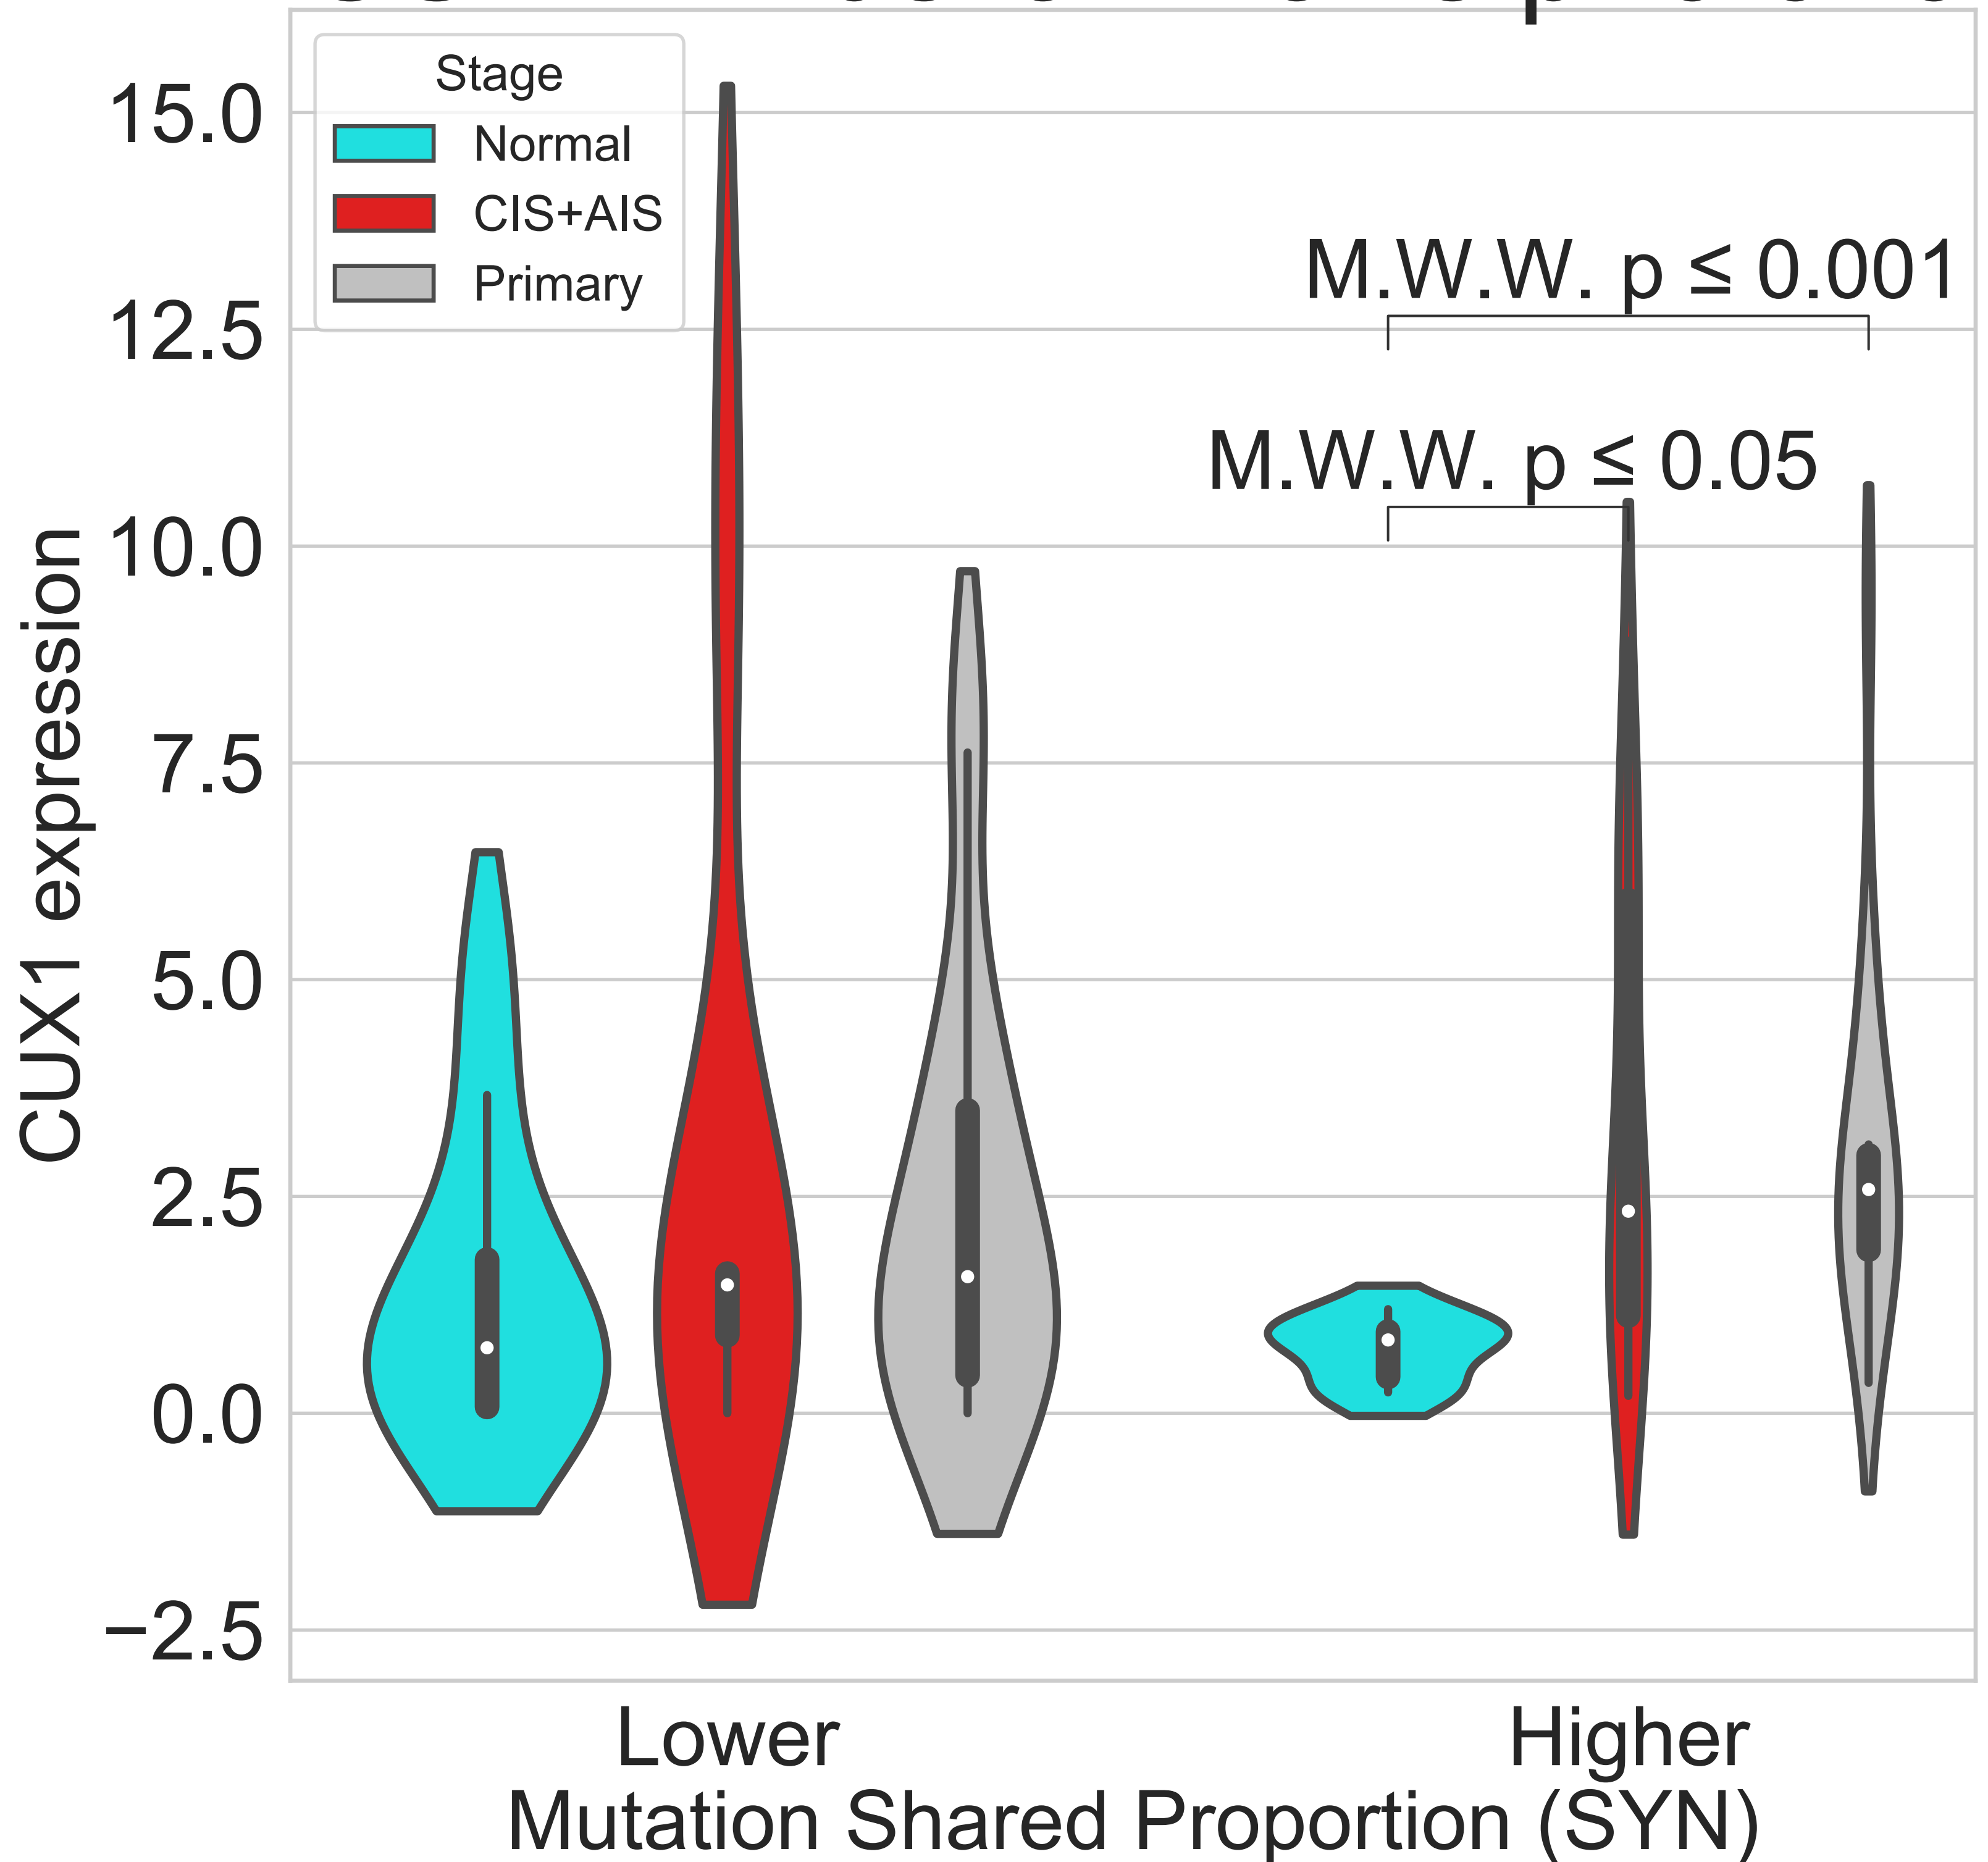 Stage
Normal
CIS+AIS
Primary
15.0
12.5
10.0
7.5
5.0
2.5
0.0
−2.5
CUX1 expression
M.W.W. p ≤ 0.001
M.W.W. p ≤ 0.05
Lower
Higher
Mutation Shared Proportion (SYN)